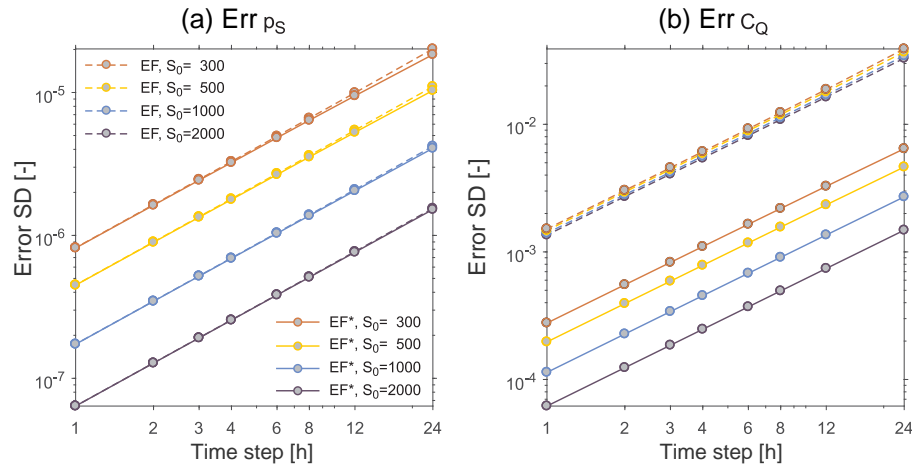 (a) Err pS
Error SD [-]
10-5
10-6
10-7
EF, S0= 300
EF, S0= 500
EF, S0=1000
EF, S0=2000
EF*, S0= 300
EF*, S0= 500
EF*, S0=1000
EF*, S0=2000
1 2 3 4 6 8 12 24
Time step [h]
(b) Err CQ
Error SD [-]
10-2
10-3
10-4
1 2 3 4 6 8 12 24
Time step [h]